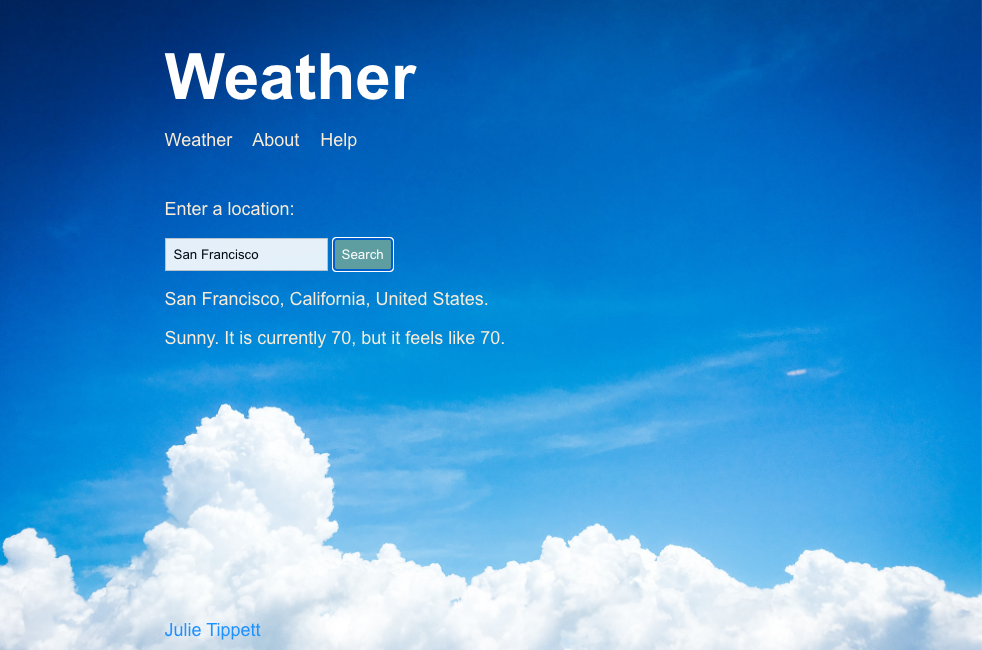 Weather
Weather About Help
Enter a location:
San Francisco Search
San Francisco, California, United States.
Sunny. It is currently 70, but it feels like 70.
Julie Tippett